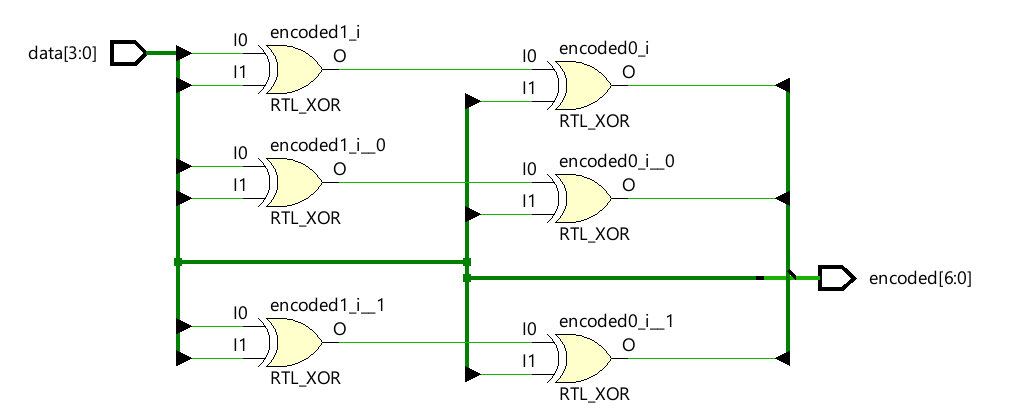 encoded1_i
data[3:0]
I0
O
I1
RTL_XOR
encoded0_i
I0
O
I1
RTL_XOR
encoded1_i__0
I0
O
I1
RTL_XOR
encoded0_i__0
I0
O
I1
RTL_XOR
encoded[6:0]
encoded1_i__1
I0
O
I1
RTL_XOR
encoded0_i__1
I0
O
I1
RTL_XOR